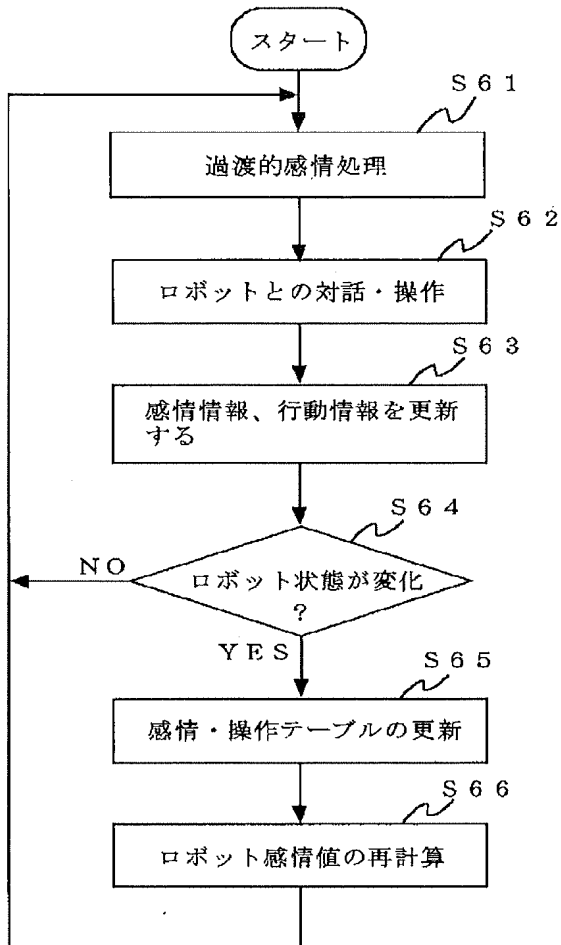 スタート
S61
過渡的感情処理
S62
ロボットとの対話・操作
S63
感情情報、行動情報を更新
する
S64
ロボット状態が変化
?
NO
YES
S65
感情・操作テーブルの更新
S66
ロボット感情値の再計算